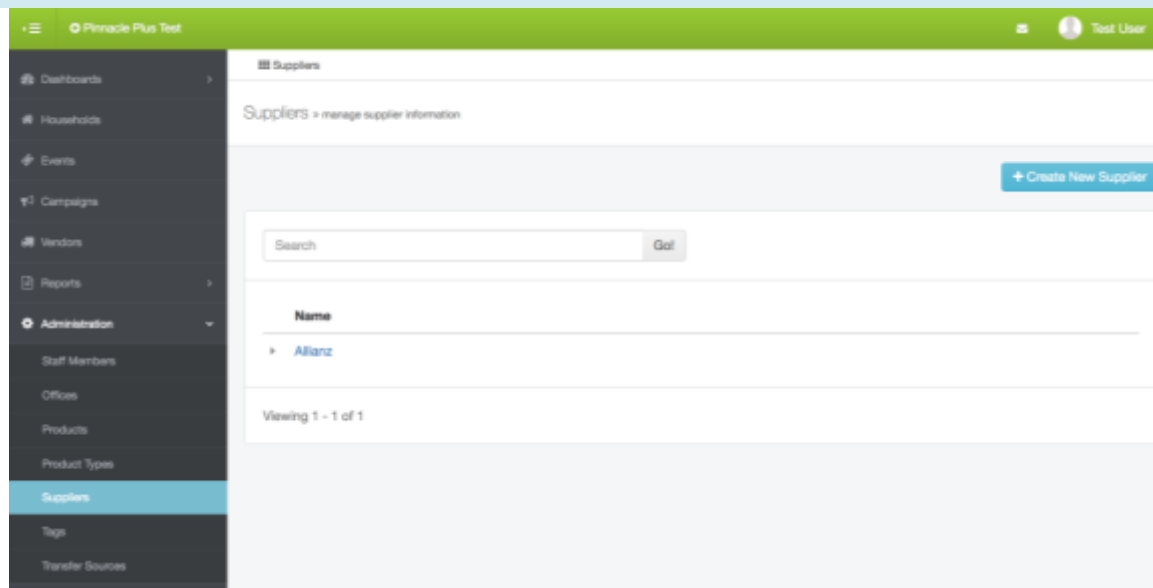 Pinnacle Plus Test
Test User
Dashboards
Households
Events
Campaigns
Vendors
Reports
Administration
Staff Members
Offices
Products
Product Types
Suppliers
Tags
Transfer Sources
Suppliers
Suppliers » manage supplier information
+ Create New Supplier
Search
Go!
Name
Allianz
Viewing 1 - 1 of 1